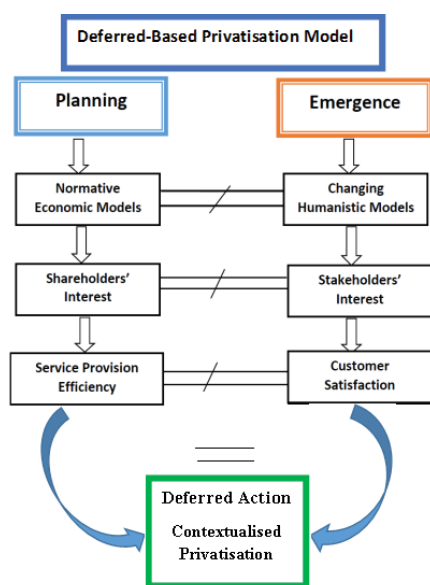 Deferred-Based Privatisation Model
Planning
Emergence
Normative
Economic Models
Changing
Humanistic Models
Shareholders'
Interest
Stakeholders'
Interest
Service Provision
Efficiency
Customer
Satisfaction
Deferred Action
Contextualised
Privatisation